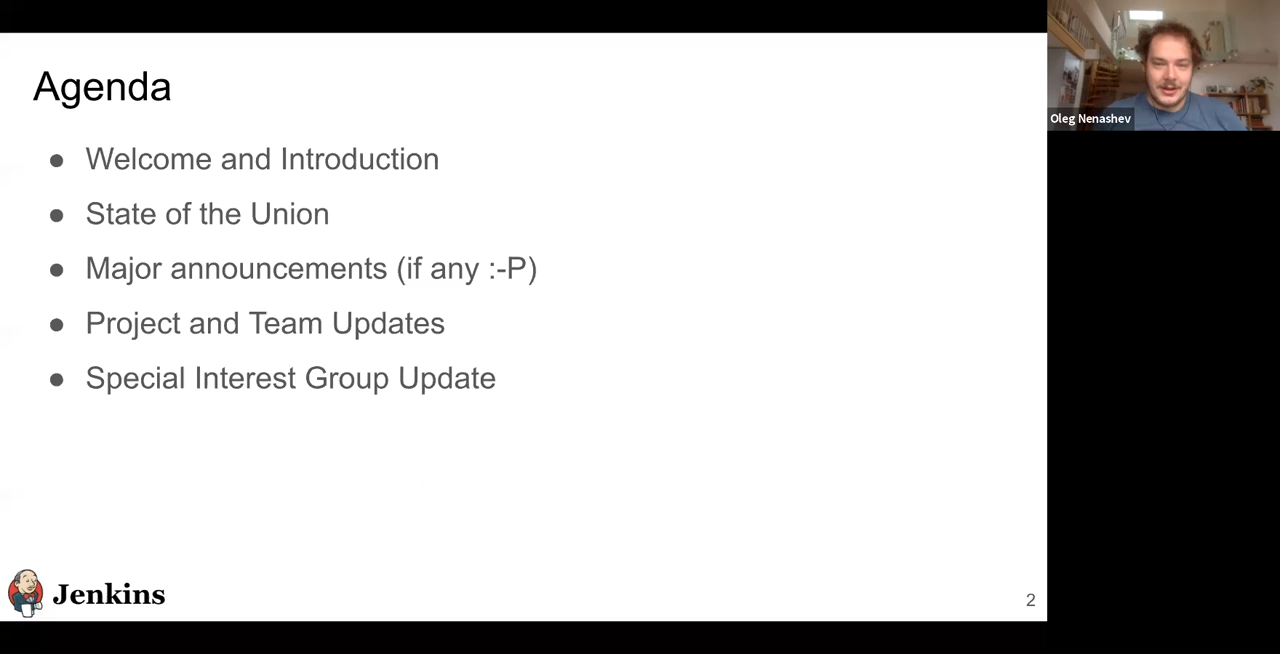 Agenda
● Welcome and Introduction
● State of the Union
● Major announcements (if any :-P)
● Project and Team Updates
● Special Interest Group Update
Jenkins
2
Oleg Nenashev